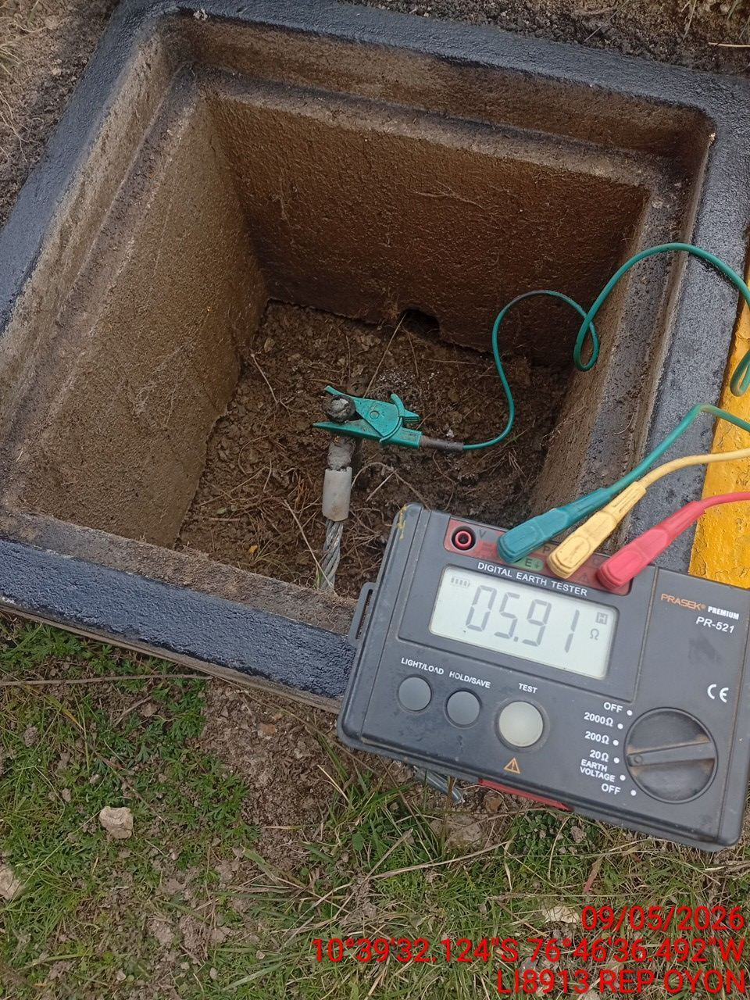 V
P
E
C
DIGITAL EARTH TESTER
05.91
H
Ω
PRASEK® PREMIUM
PR-521
LIGHT/LOAD HOLD/SAVE TEST
CE
OFF
2000Ω
200Ω
20Ω
EARTH
VOLTAGE
OFF
09/05/2026
10°39'32.124"S 76°46'36.492"W
LI8913 REP OYON